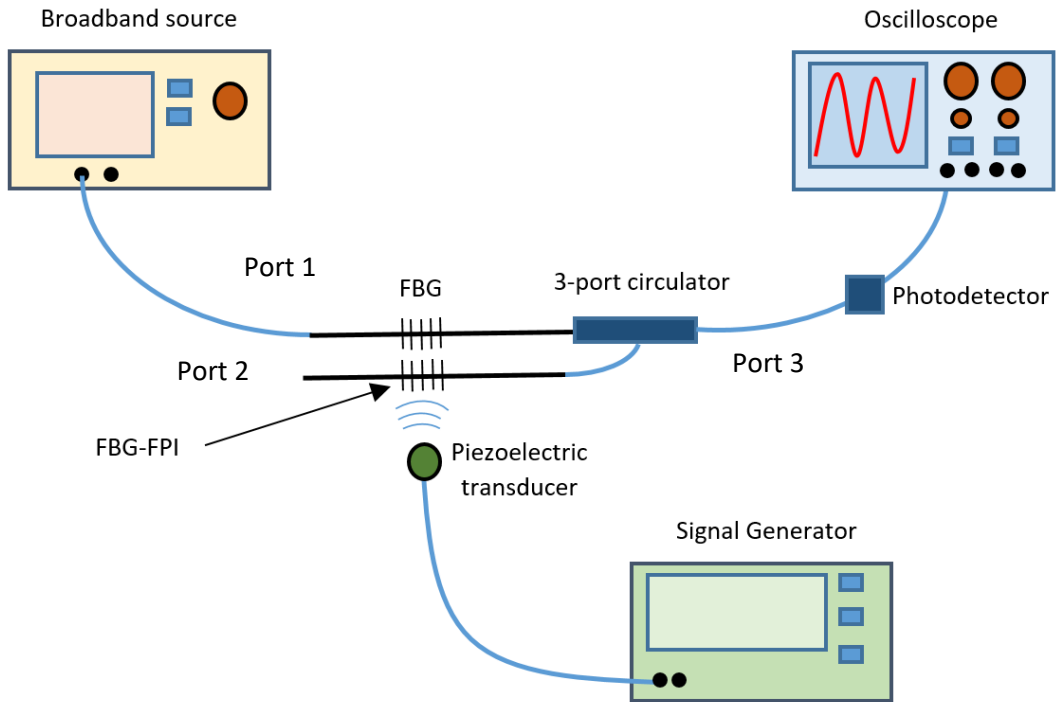 Broadband source
Oscilloscope
Port 1
FBG
3-port circulator
Photodetector
Port 2
Port 3
FBG-FPI
Piezoelectric
transducer
Signal Generator